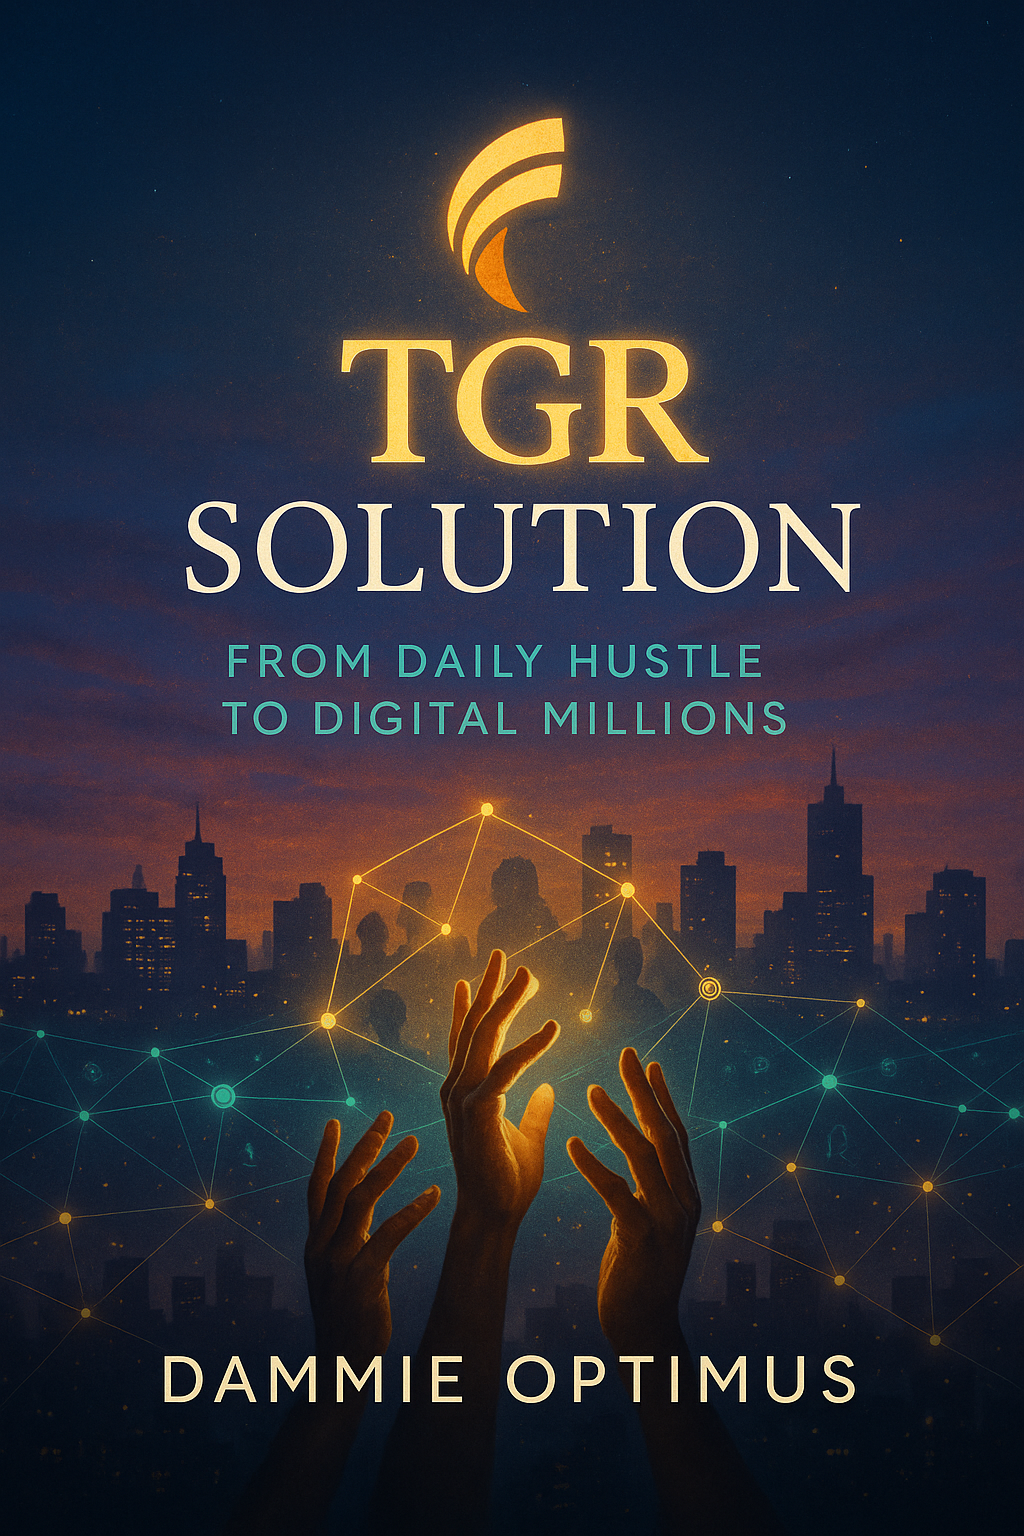 TGR
SOLUTION
FROM DAILY HUSTLE
TO DIGITAL MILLIONS
DAMMIE OPTIMUS